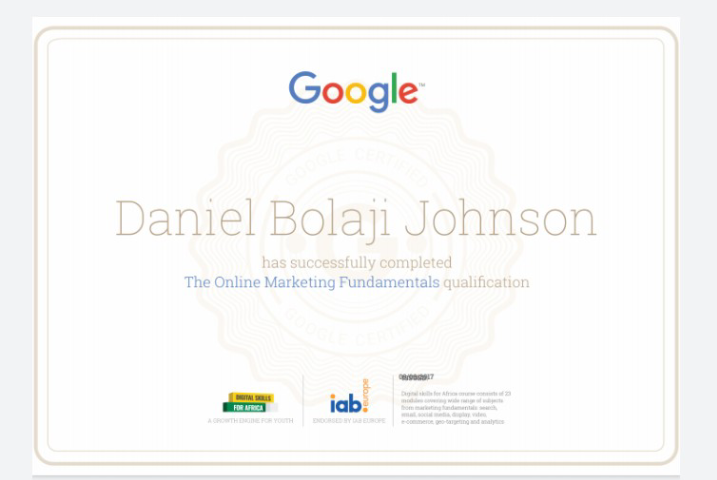 Google™
GOOGLE CERTIFIED
Daniel Bolaji Johnson
has successfully completed
The Online Marketing Fundamentals qualification
GOOGLE CERTIFIED
DIGITAL SKILLS
FOR AFRICA
A GROWTH ENGINE FOR YOUTH
iab.
europe
ENDORSED BY IAB EUROPE
Digital skills for Africa course consists of 23
modules covering wide range of subjects
from marketing fundamentals: search,
email, social media, display, video,
e-commerce, geo-targeting and analytics